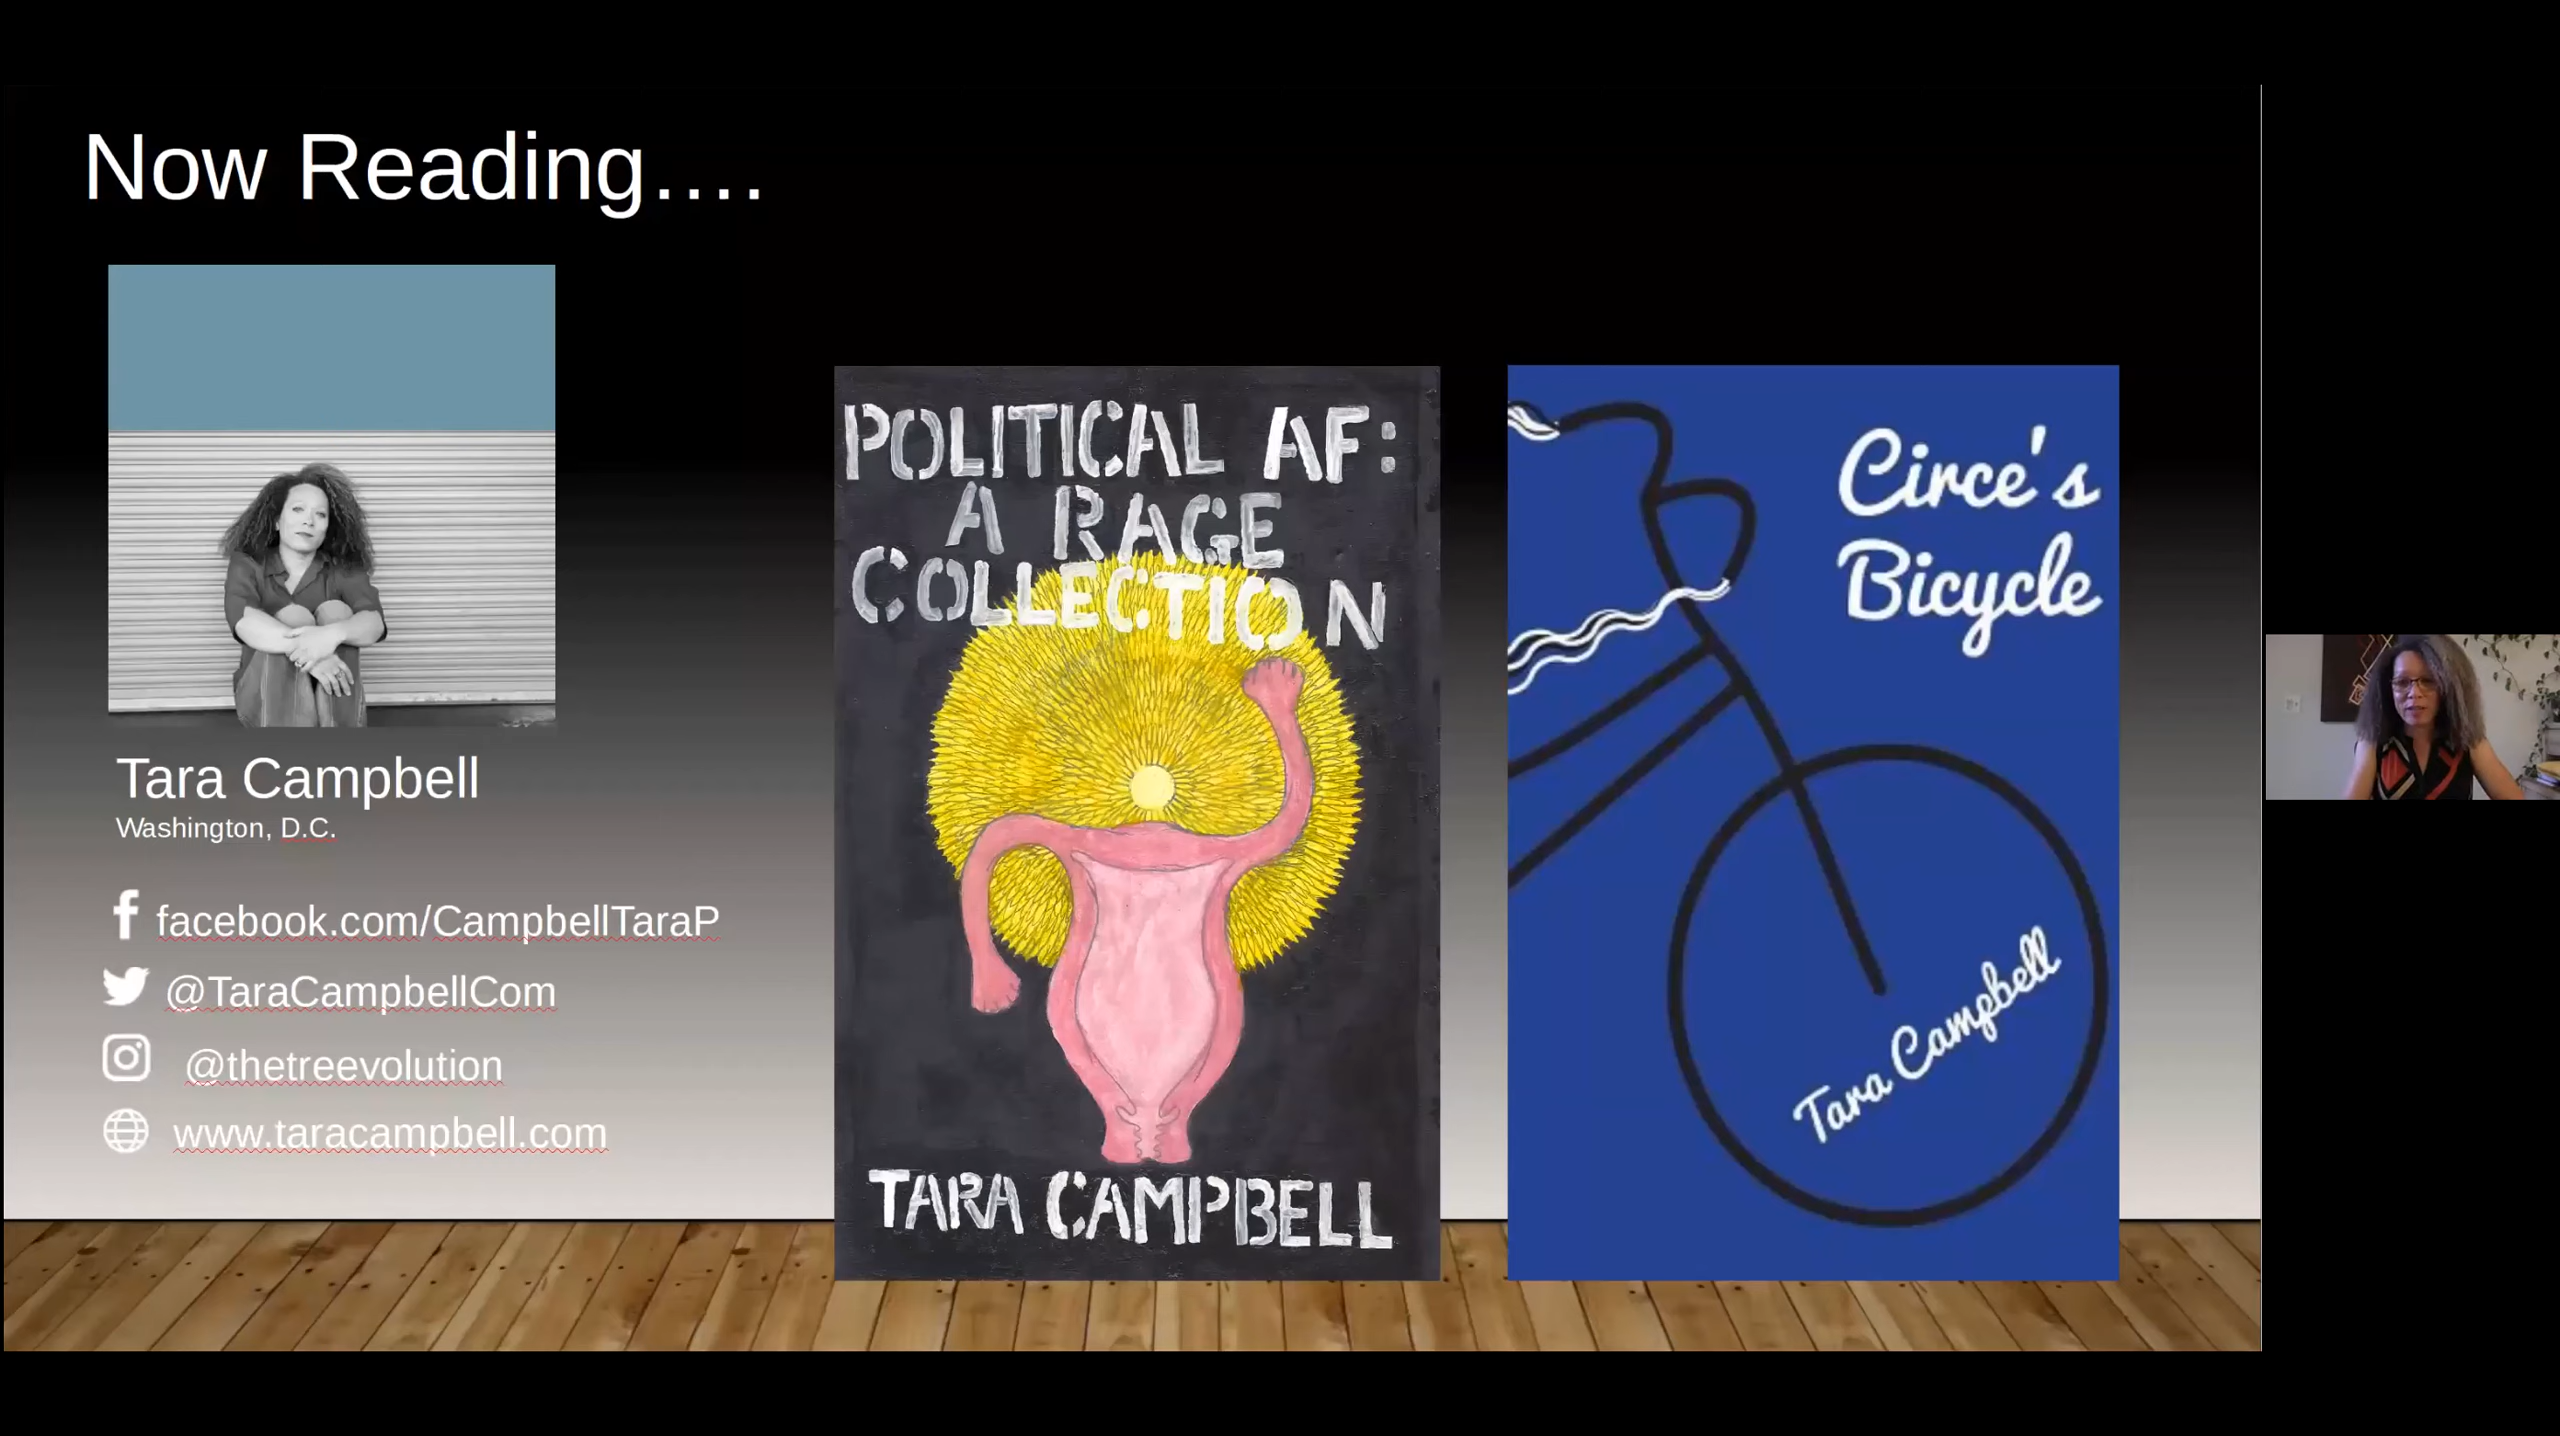 Now Reading....
Tara Campbell
Washington, D.C.
facebook.com/CampbellTaraP
@TaraCampbellCom
@thetreevolution
www.taracampbell.com
POLITICAL AF:
A RAGE
COLLECTION
TARA CAMPBELL
Circe's
Bicycle
Tara Campbell